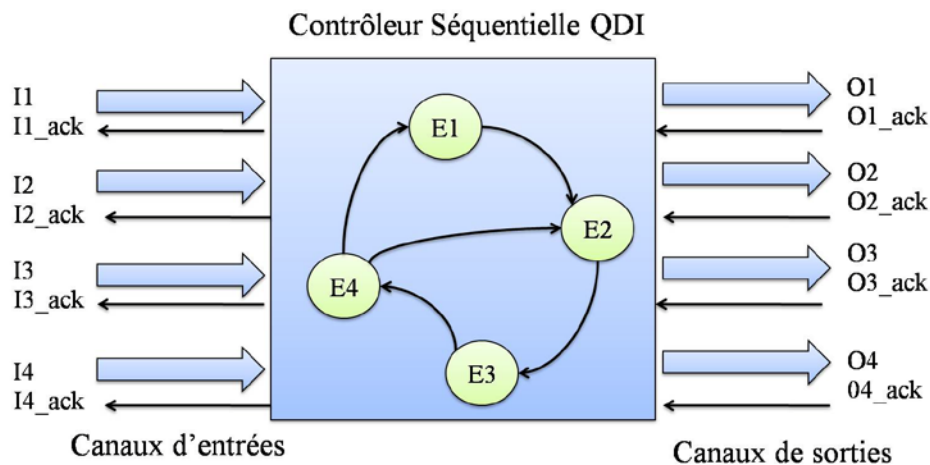 Contrôleur Séquentielle QDI
I1
I1_ack
I2
I2_ack
I3
I3_ack
I4
I4_ack
E1
E2
E4
E3
O1
O1_ack
O2
O2_ack
O3
O3_ack
O4
04_ack
Canaux d'entrées
Canaux de sorties